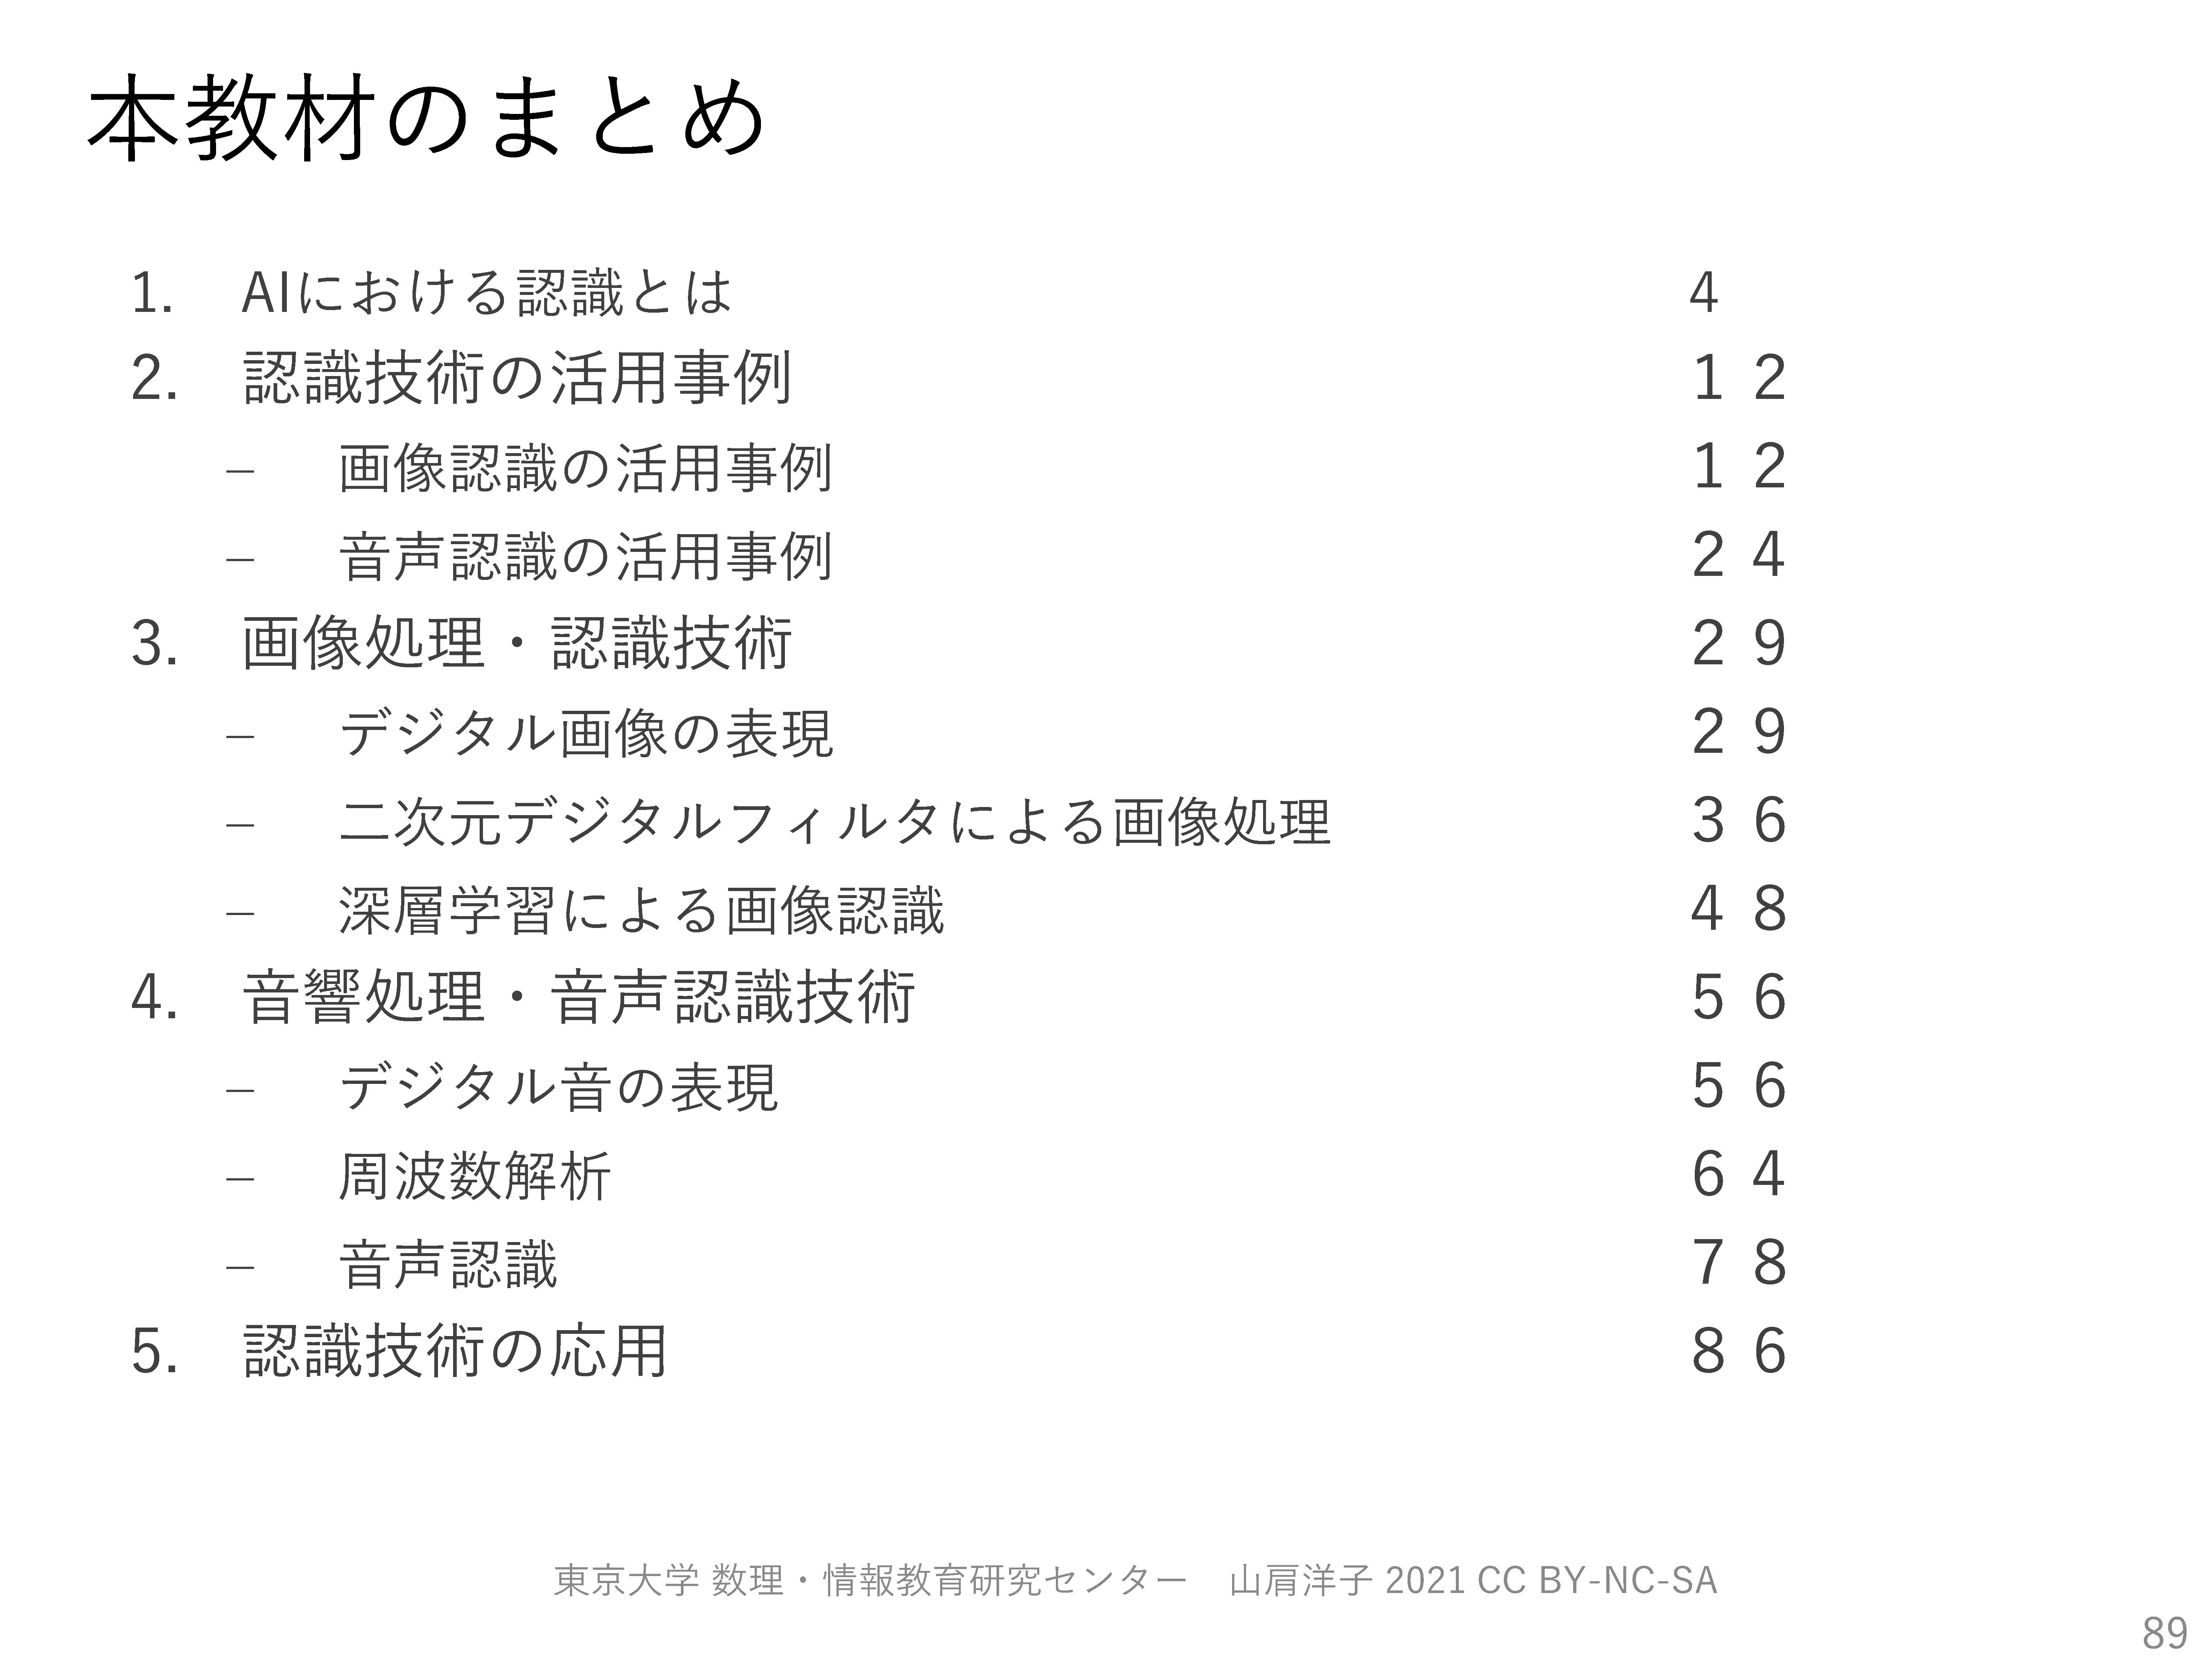 本教材のまとめ
1. AIにおける認識とは 4
2. 認識技術の活用事例 １２
– 画像認識の活用事例 １２
– 音声認識の活用事例 ２４
3. 画像処理・認識技術 ２９
– デジタル画像の表現 ２９
– 二次元デジタルフィルタによる画像処理 ３６
– 深層学習による画像認識 ４８
4. 音響処理・音声認識技術 ５６
– デジタル音の表現 ５６
– 周波数解析 ６４
– 音声認識 ７８
5. 認識技術の応用 ８６
東京大学 数理・情報教育研究センター　山肩洋子 2021 CC BY-NC-SA
89